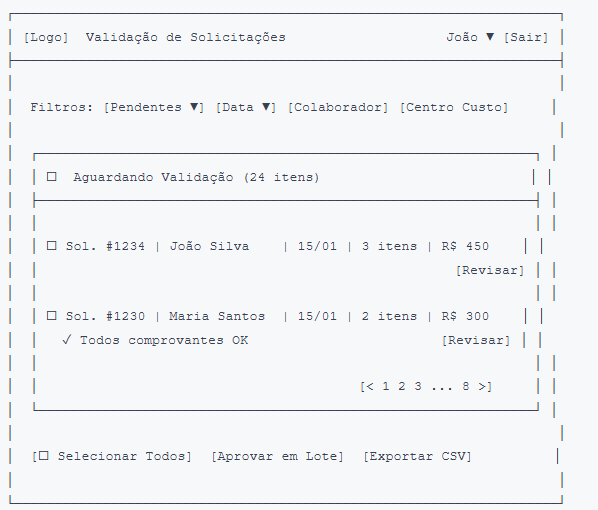 [Logo] Validação de Solicitações João ▼ [Sair]
Filtros: [Pendentes ▼] [Data ▼] [Colaborador] [Centro Custo]
☐ Aguardando Validação (24 itens)
☐ Sol. #1234 | João Silva | 15/01 | 3 itens | R$ 450
[Revisar]
☐ Sol. #1230 | Maria Santos | 15/01 | 2 itens | R$ 300
✓ Todos comprovantes OK [Revisar]
[< 1 2 3 ... 8 >]
[☐ Selecionar Todos] [Aprovar em Lote] [Exportar CSV]